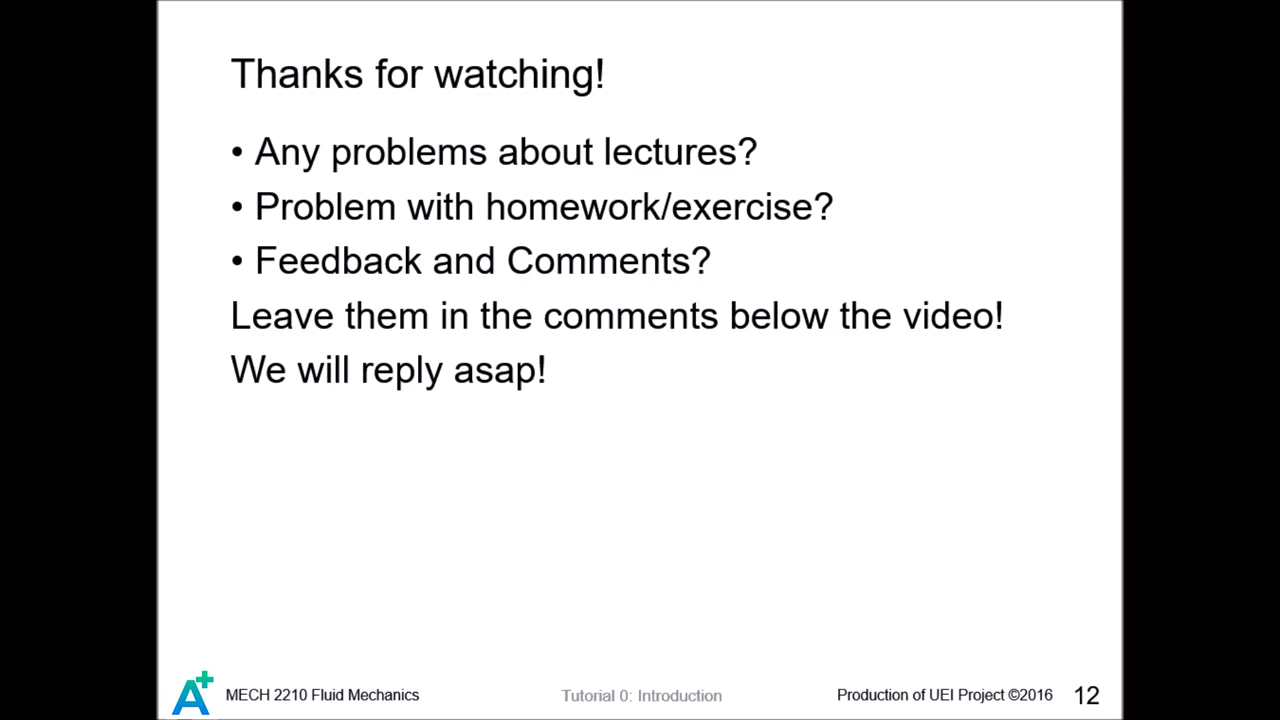 Thanks for watching!
• Any problems about lectures?
• Problem with homework/exercise?
• Feedback and Comments?
Leave them in the comments below the video!
We will reply asap!
A+
MECH 2210 Fluid Mechanics
Tutorial 0: Introduction
Production of UEI Project ©2016
12